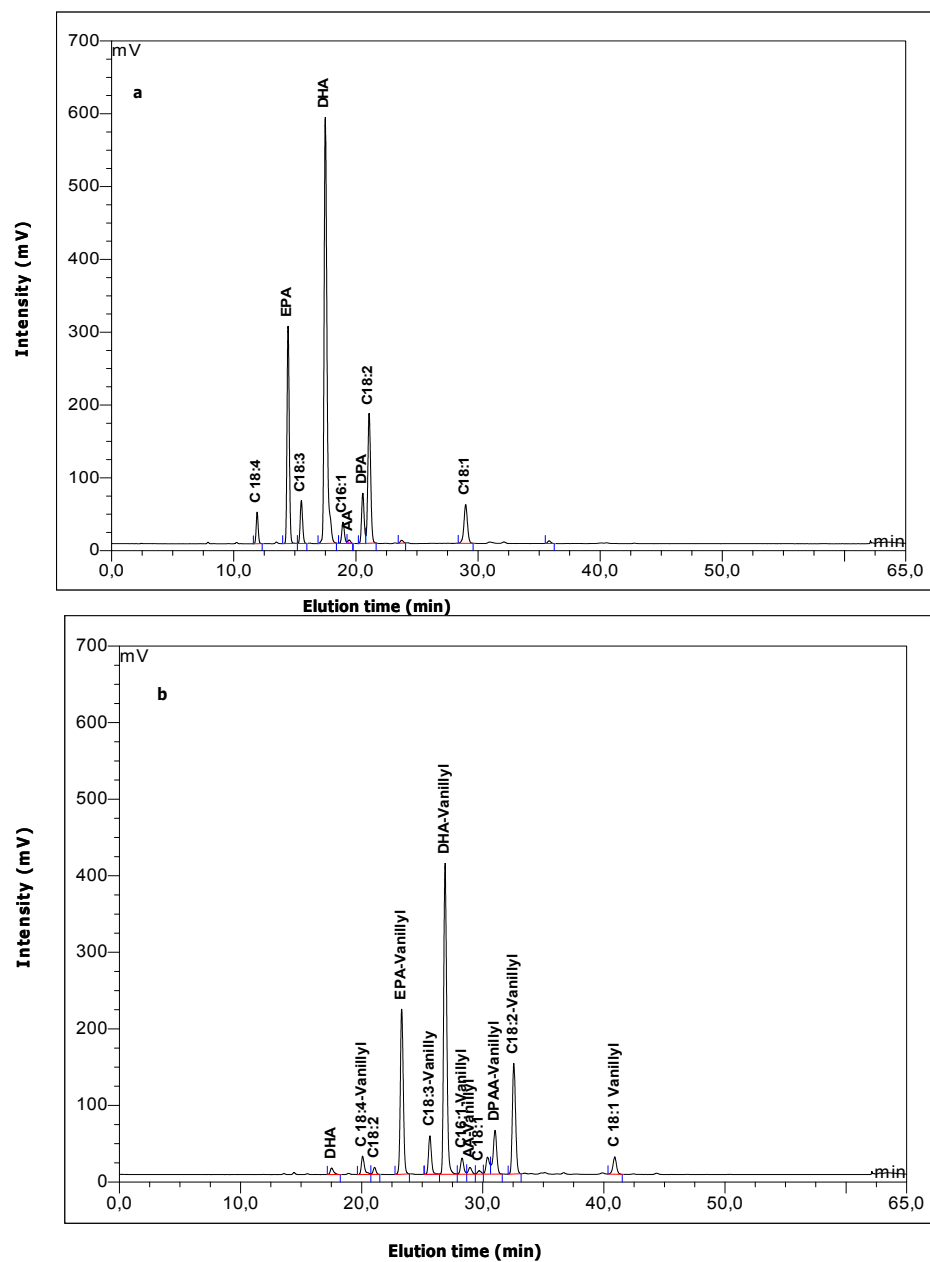 700
mV
a
600
500
400
300
200
100
0
Intensity (mV)
C 18:4
EPA
C18:3
DHA
C16:1
AA
DPA
C18:2
C18:1
min
0,0
10,0
20,0
30,0
40,0
50,0
65,0
Elution time (min)
700
mV
b
600
500
400
300
200
100
0
Intensity (mV)
DHA
C 18:4-Vanillyl
C18:2
EPA-Vanillyl
C18:3-Vanilly
DHA-Vanillyl
C16:1-Vanillyl
AA-Vanillyl
C18:1
DPAA-Vanillyl
C18:2-Vanillyl
C 18:1 Vanillyl
min
0,0
10,0
20,0
30,0
40,0
50,0
65,0
Elution time (min)